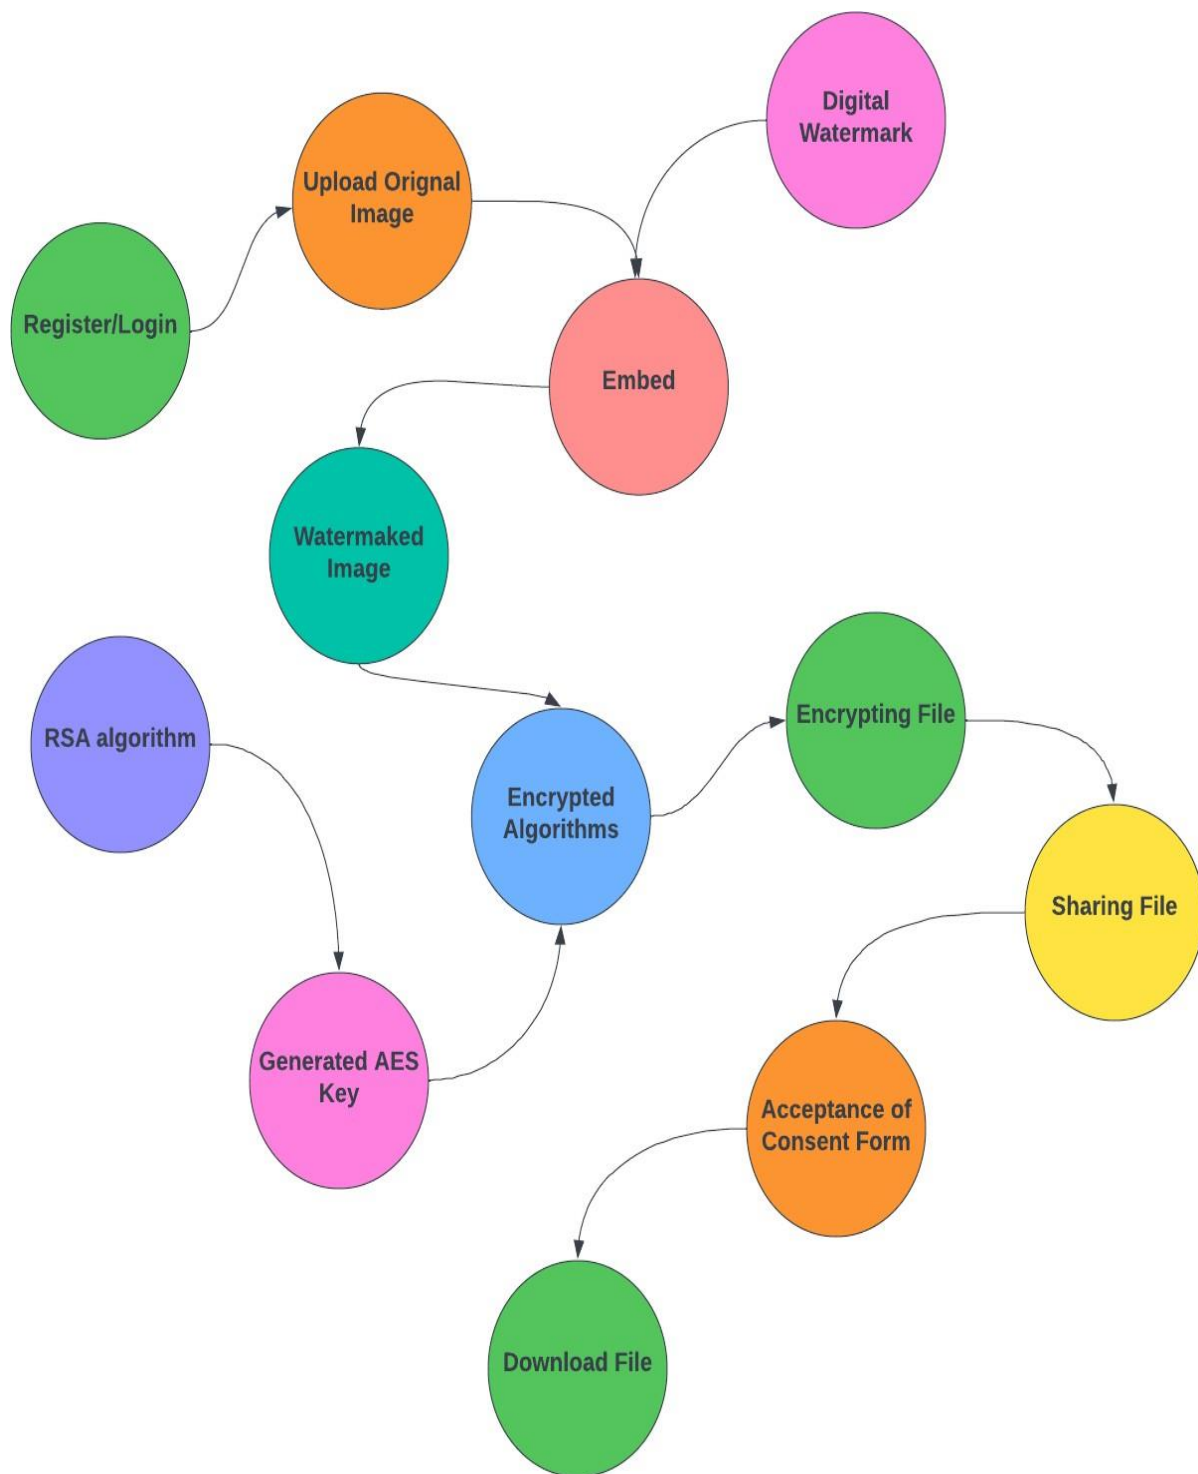 Digital
Watermark
Upload Orignal
Image
Register/Login
Embed
Watermaked
Image
RSA algorithm
Encrypting File
Encrypted
Algorithms
Sharing File
Generated AES
Key
Acceptance of
Consent Form
Download File